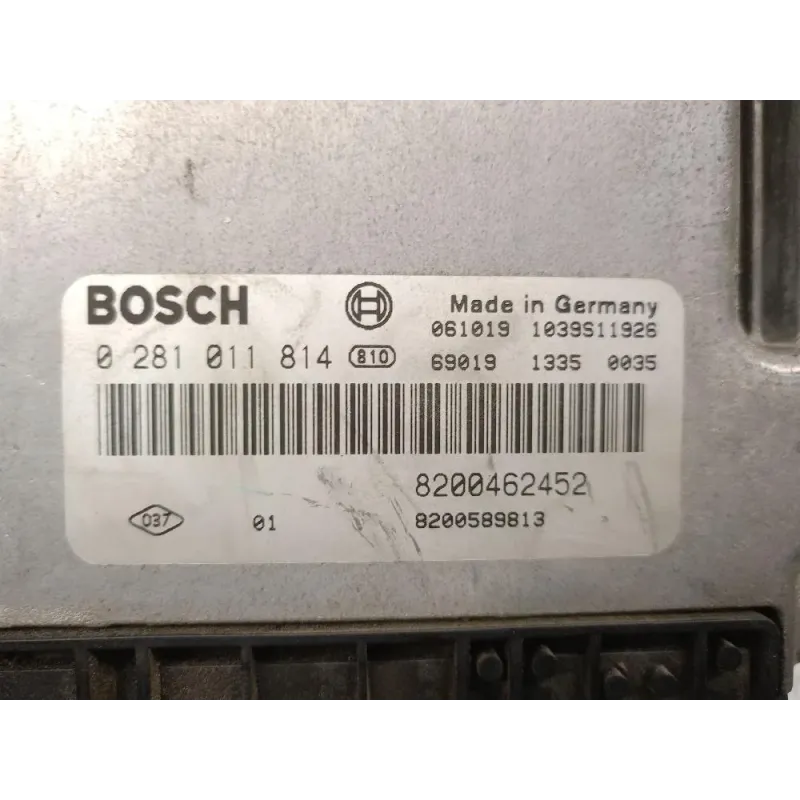 BOSCH Made in Germany
061019 1039S11926
0 281 011 814 810 69019 1335 0035
8200462452
037 01 8200589813